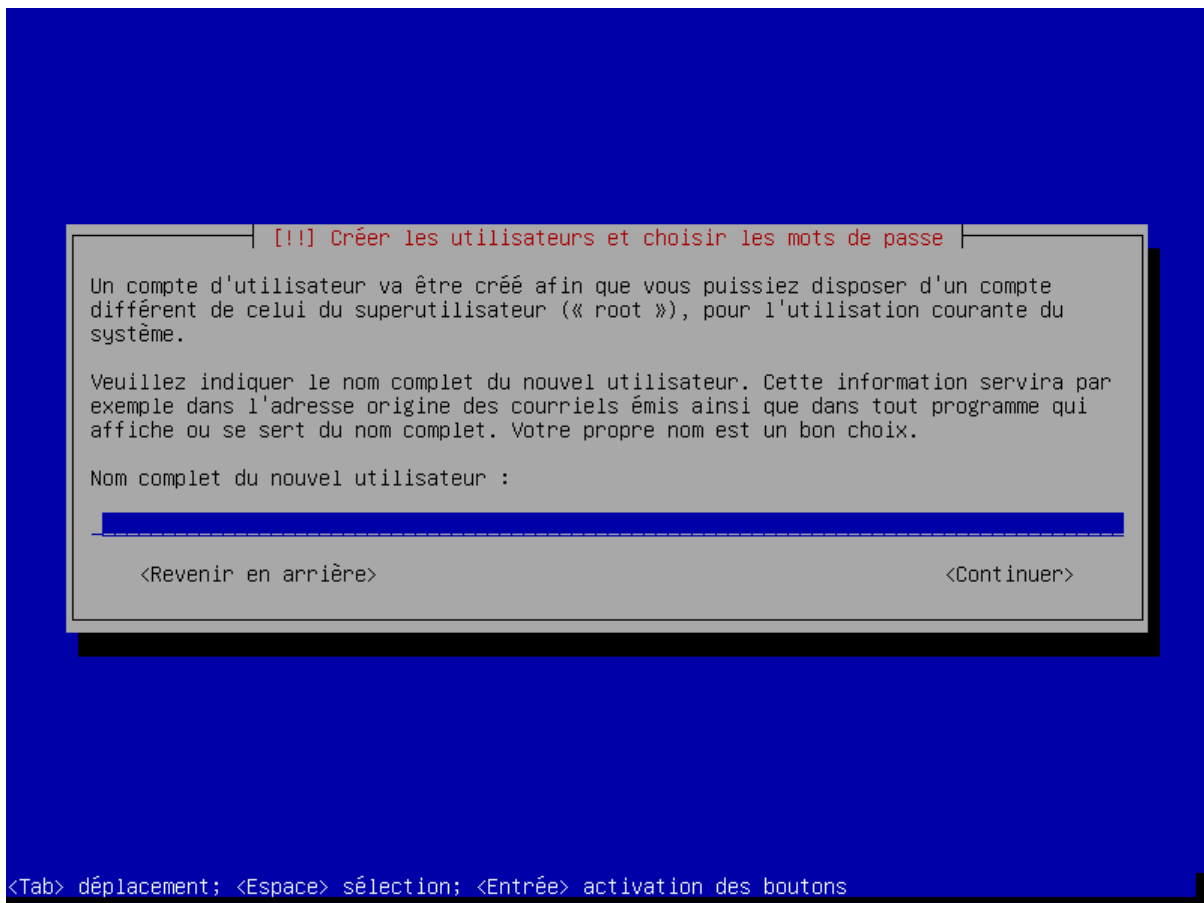 [!!] Créer les utilisateurs et choisir les mots de passe
Un compte d'utilisateur va être créé afin que vous puissiez disposer d'un compte
différent de celui du superutilisateur (« root »), pour l'utilisation courante du
système.
Veuillez indiquer le nom complet du nouvel utilisateur. Cette information servira par
exemple dans l'adresse origine des courriels émis ainsi que dans tout programme qui
affiche ou se sert du nom complet. Votre propre nom est un bon choix.
Nom complet du nouvel utilisateur :
<Revenir en arrière> <Continuer>
<Tab> déplacement; <Espace> sélection; <Entrée> activation des boutons